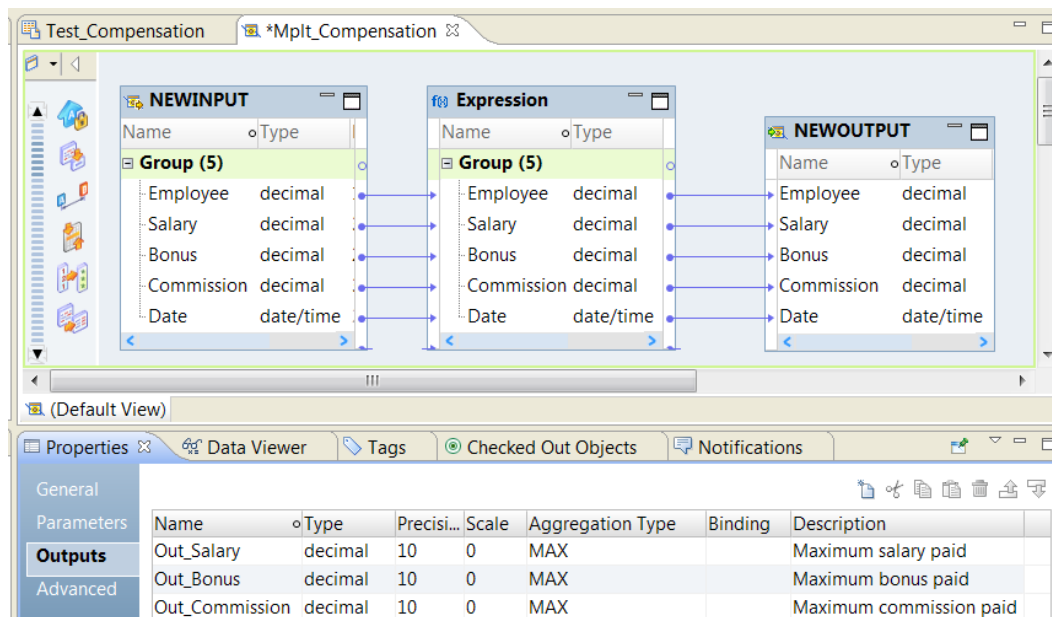 Test_Compensation *Mplt_Compensation
NEWINPUT
Name Type
Group (5)
Employee decimal
Salary decimal
Bonus decimal
Commission decimal
Date date/time
Expression
Name Type
Group (5)
Employee decimal
Salary decimal
Bonus decimal
Commission decimal
Date date/time
NEWOUTPUT
Name Type
Employee decimal
Salary decimal
Bonus decimal
Commission decimal
Date date/time
(Default View)
Properties Data Viewer Tags Checked Out Objects Notifications
General
Parameters
Outputs
Advanced
Name Type Precisi... Scale Aggregation Type Binding Description
Out_Salary decimal 10 0 MAX Maximum salary paid
Out_Bonus decimal 10 0 MAX Maximum bonus paid
Out_Commission decimal 10 0 MAX Maximum commission paid